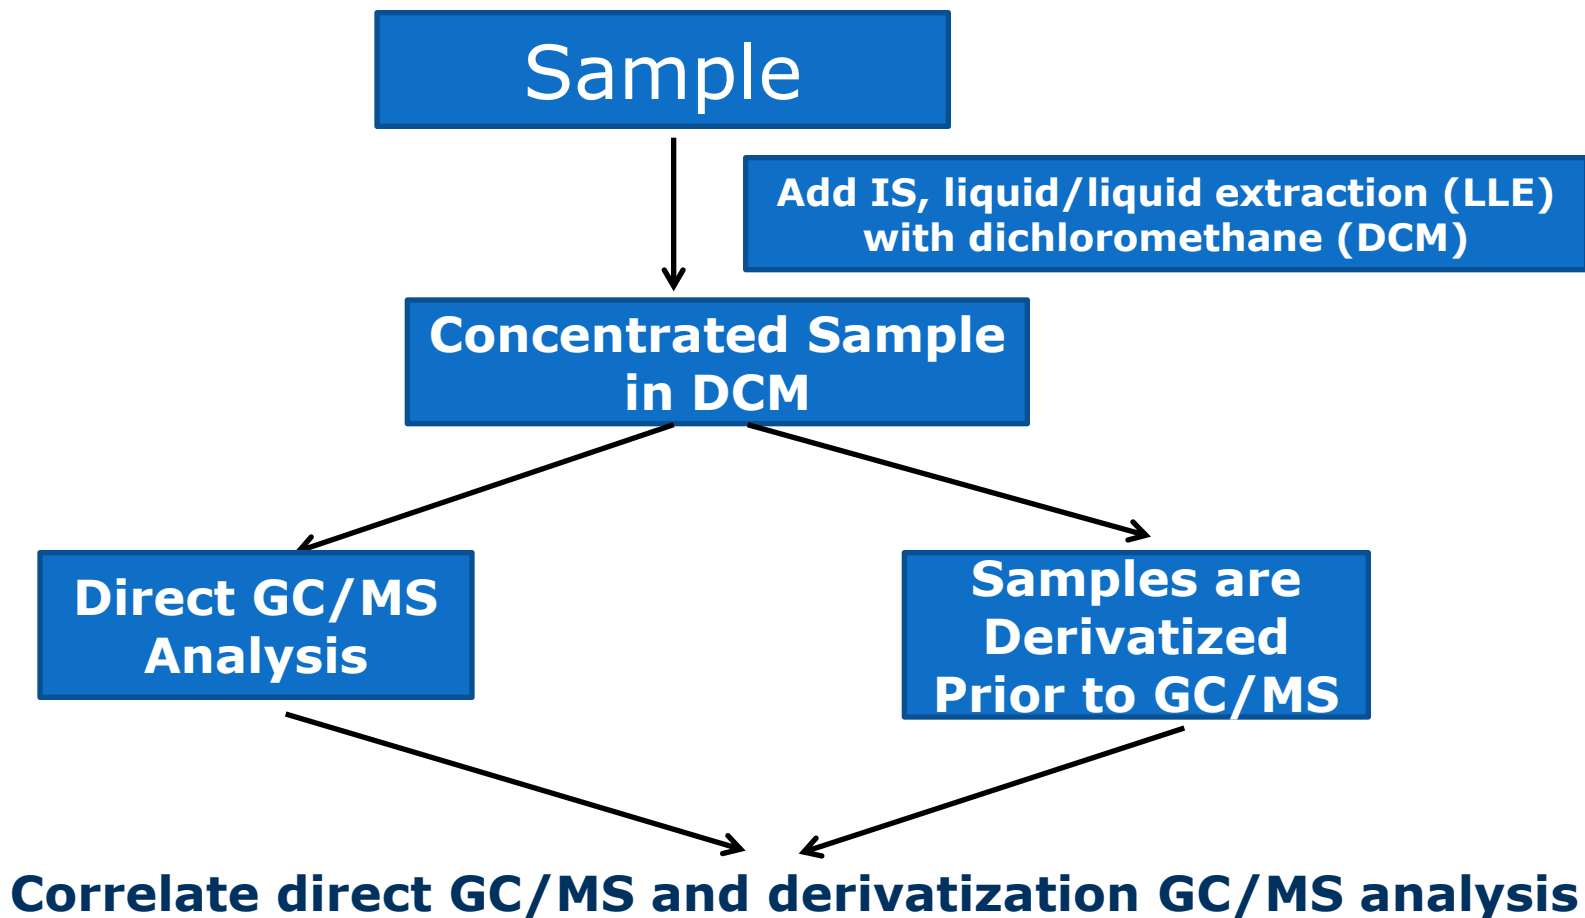 Sample
Add IS, liquid/liquid extraction (LLE)
with dichloromethane (DCM)
Concentrated Sample
in DCM
Direct GC/MS
Analysis
Samples are
Derivatized
Prior to GC/MS
Correlate direct GC/MS and derivatization GC/MS analysis